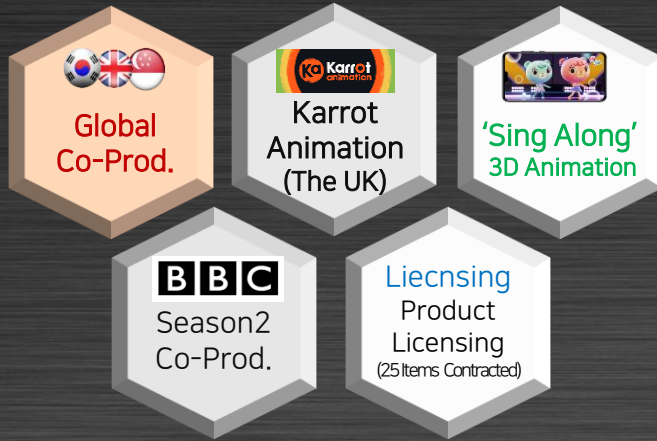 Global
Co-Prod.
Ka Karrot
animation
Karrot
Animation
(The UK)
‘Sing Along’
3D Animation
BBC
Season2
Co-Prod.
Liecnsing
Product
Licensing
(25 Items Contracted)